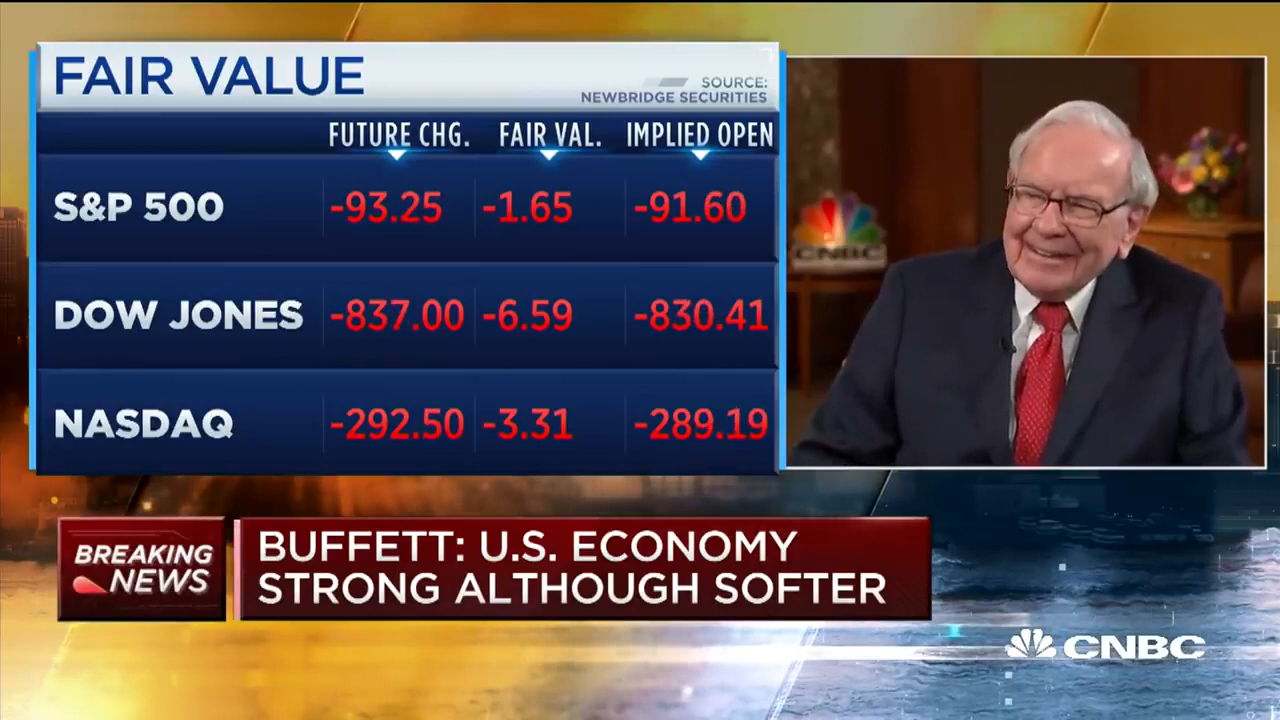 FAIR VALUE
SOURCE:
NEWBRIDGE SECURITIES
FUTURE CHG. FAIR VAL. IMPLIED OPEN
S&P 500 -93.25 -1.65 -91.60
DOW JONES -837.00 -6.59 -830.41
NASDAQ -292.50 -3.31 -289.19
CNBC
BREAKING
NEWS
BUFFETT: U.S. ECONOMY
STRONG ALTHOUGH SOFTER
CNBC